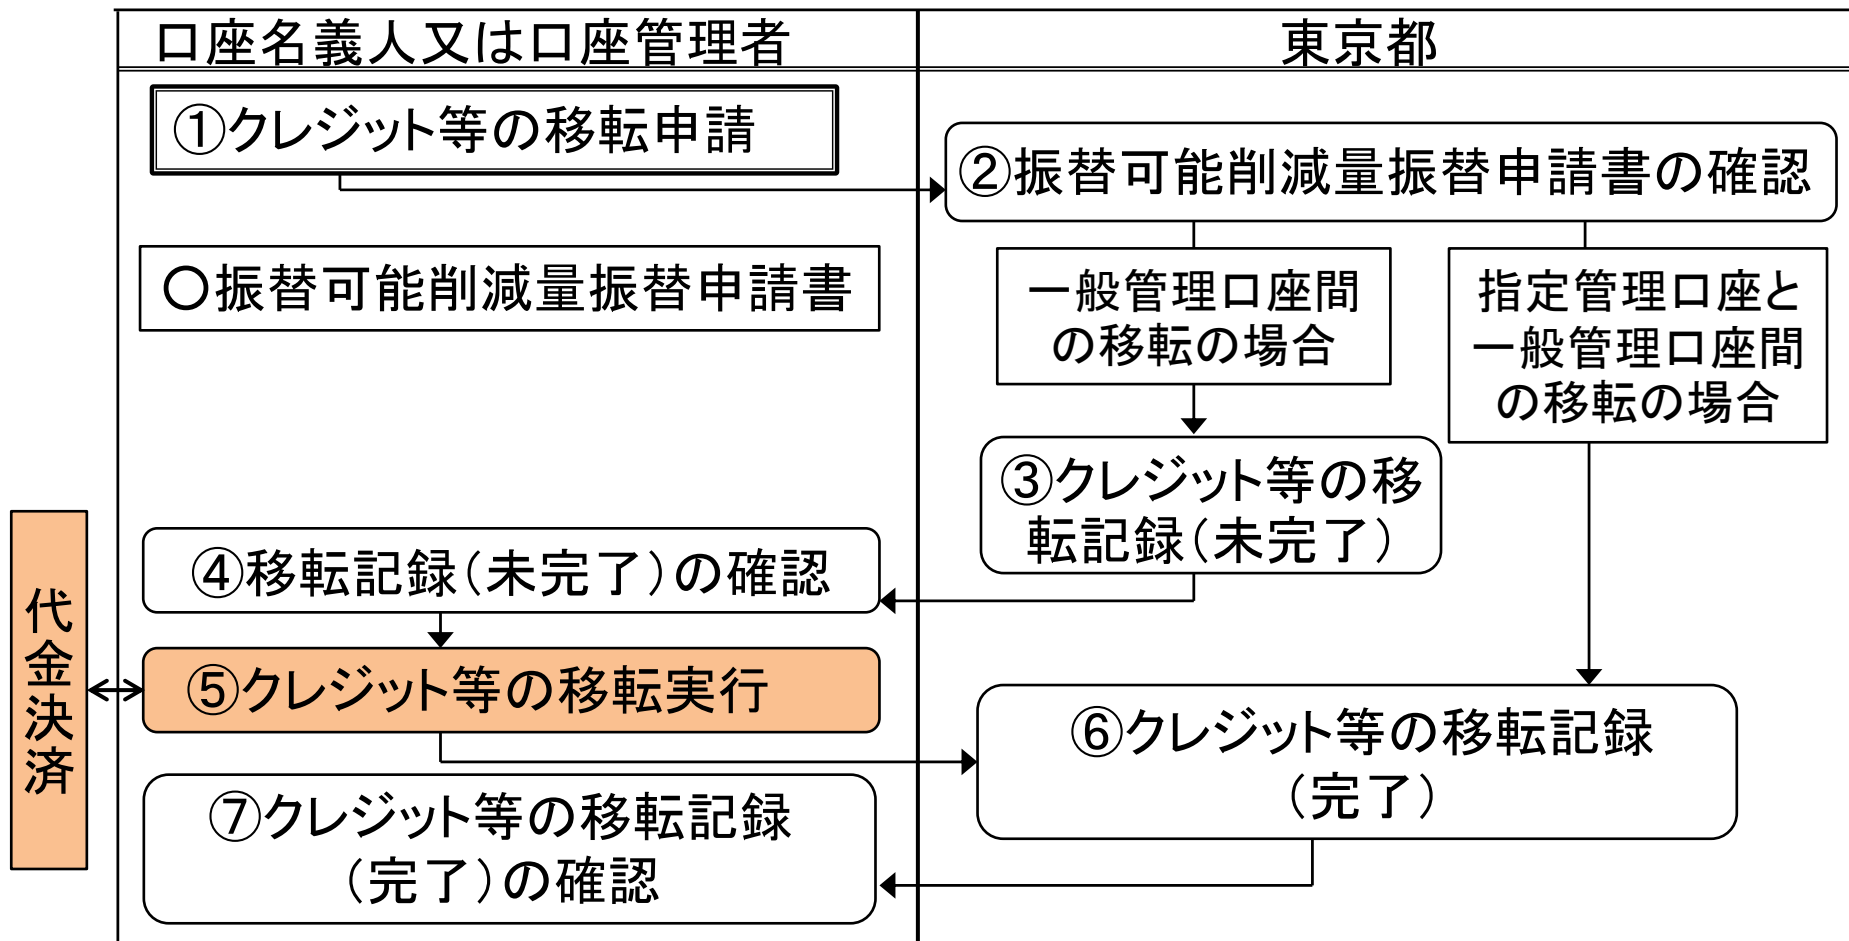 口座名義人又は口座管理者
東京都
①クレジット等の移転申請
②振替可能削減量振替申請書の確認
〇振替可能削減量振替申請書
一般管理口座間
の移転の場合
指定管理口座と
一般管理口座間
の移転の場合
③クレジット等の移
転記録（未完了）
④移転記録（未完了）の確認
代金決済
⑤クレジット等の移転実行
⑥クレジット等の移転記録
（完了）
⑦クレジット等の移転記録
（完了）の確認